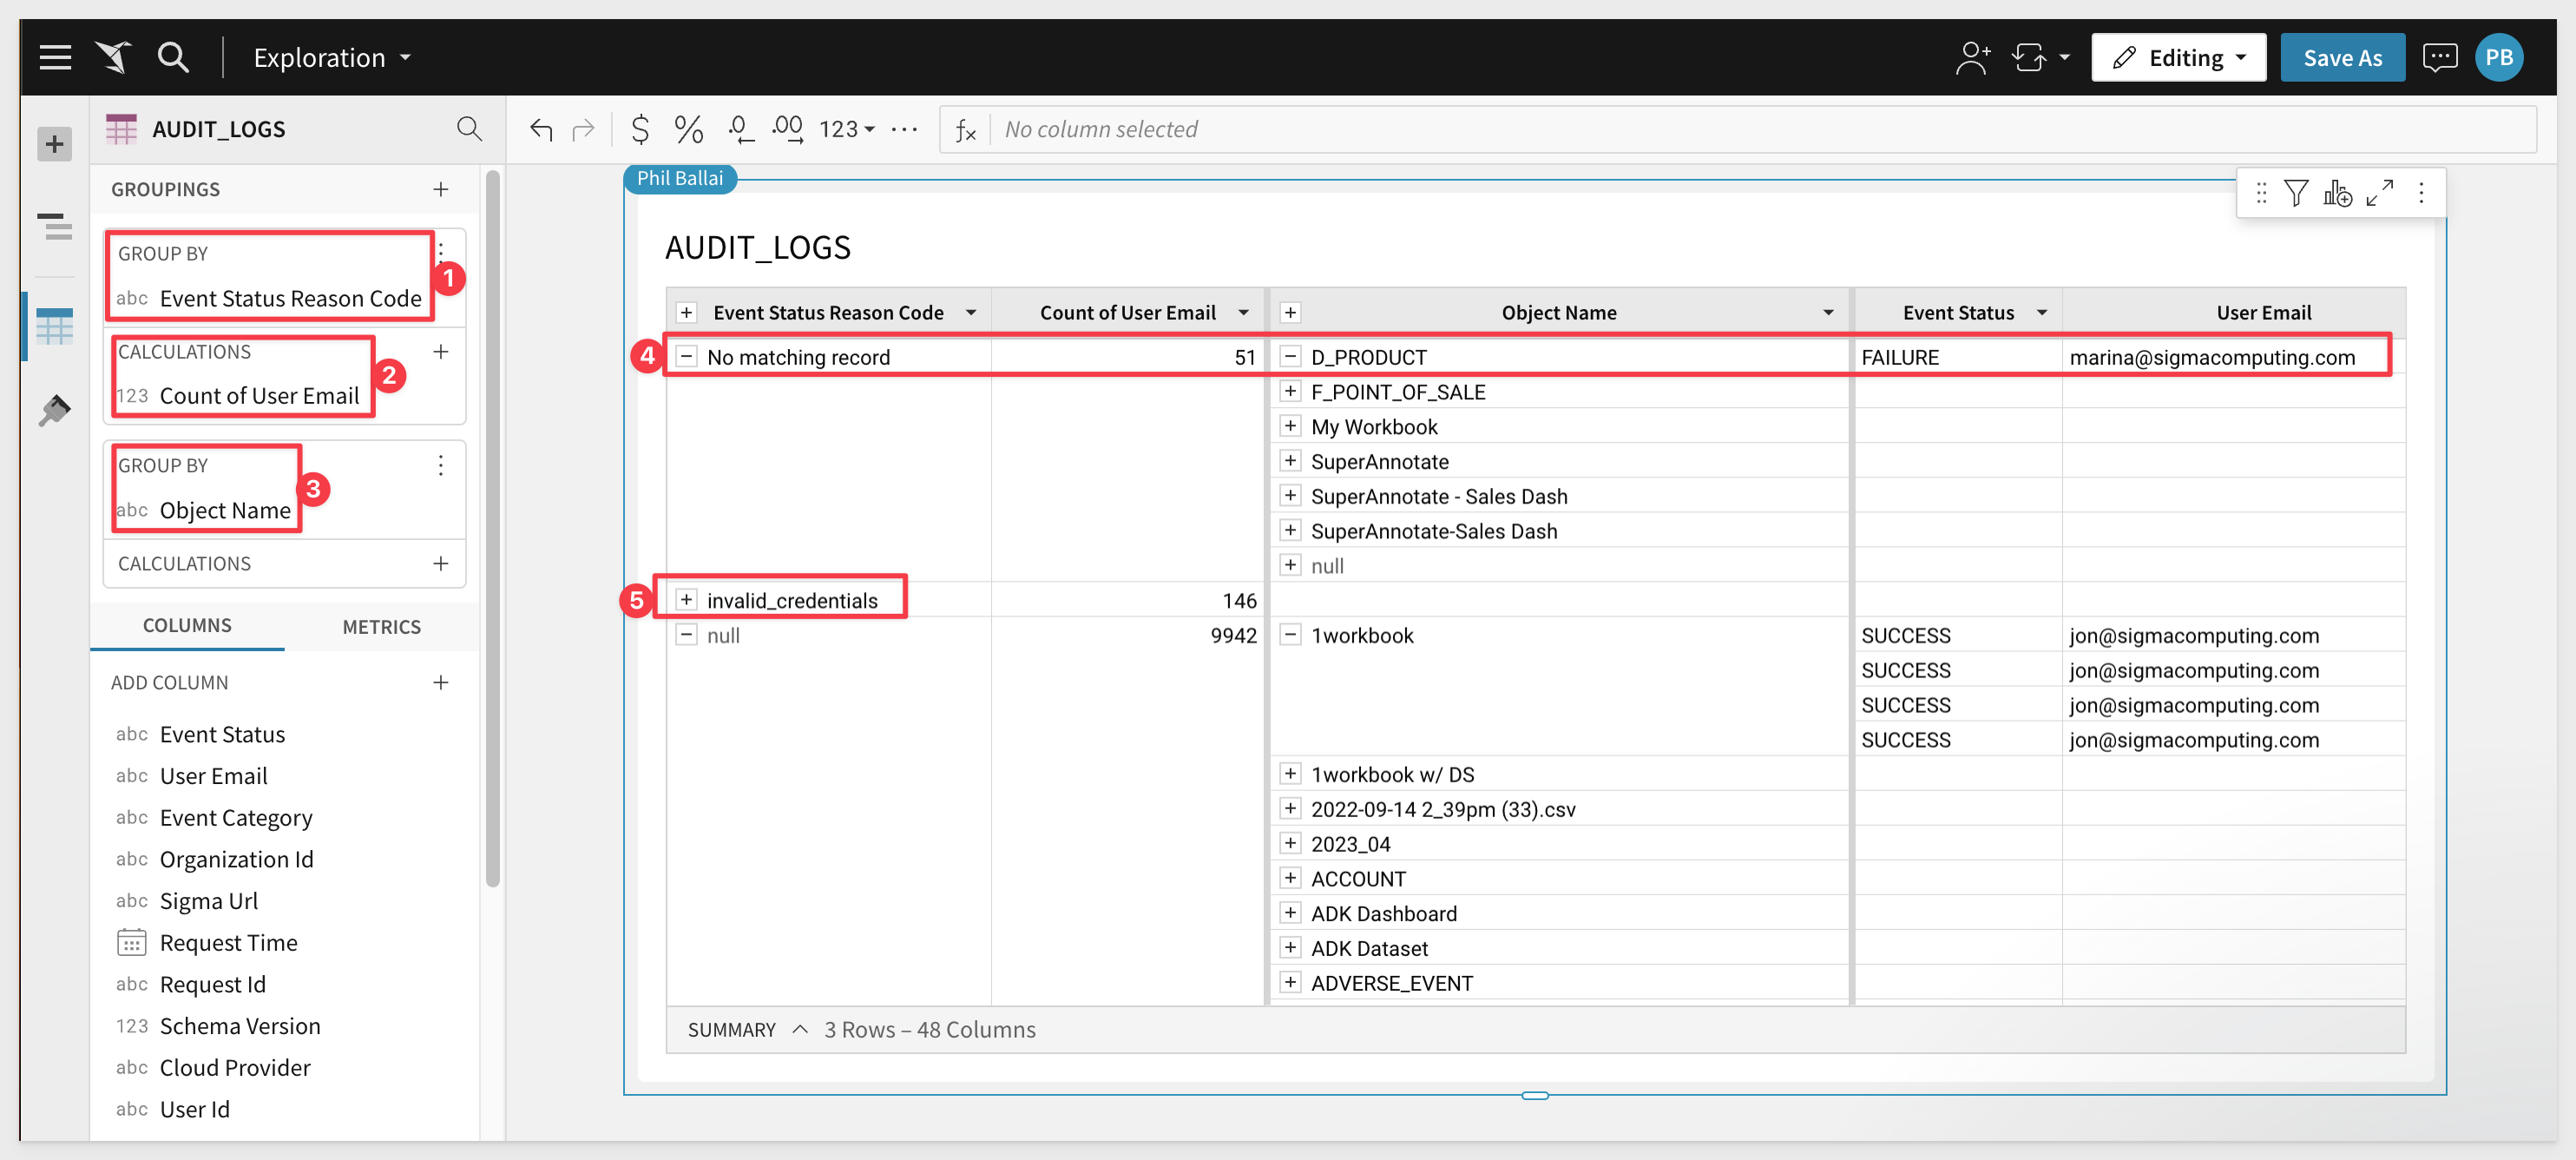 Exploration
Editing
Save As
PB
AUDIT_LOGS
$ % .0 .00 123 ...
fx No column selected
GROUPINGS
GROUP BY
abc Event Status Reason Code
1
CALCULATIONS
123 Count of User Email
2
GROUP BY
abc Object Name
3
CALCULATIONS
COLUMNS METRICS
ADD COLUMN
abc Event Status
abc User Email
abc Event Category
abc Organization Id
abc Sigma Url
Request Time
abc Request Id
123 Schema Version
abc Cloud Provider
abc User Id
Phil Ballai
AUDIT_LOGS
Event Status Reason Code Count of User Email Object Name Event Status User Email
4 No matching record 51 D_PRODUCT FAILURE marina@sigmacomputing.com
F_POINT_OF_SALE
My Workbook
SuperAnnotate
SuperAnnotate - Sales Dash
SuperAnnotate-Sales Dash
null
5 invalid_credentials 146
null 9942 1workbook SUCCESS jon@sigmacomputing.com
SUCCESS jon@sigmacomputing.com
SUCCESS jon@sigmacomputing.com
SUCCESS jon@sigmacomputing.com
1workbook w/ DS
2022-09-14 2_39pm (33).csv
2023_04
ACCOUNT
ADK Dashboard
ADK Dataset
ADVERSE_EVENT
SUMMARY 3 Rows – 48 Columns